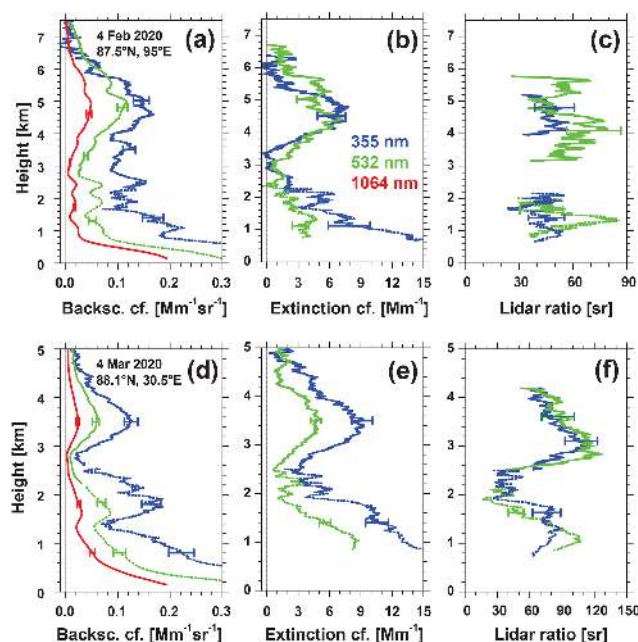 (a)
4 Feb 2020
87.5°N, 95°E
(b)
355 nm
532 nm
1064 nm
(c)
Height [km]
7
6
5
4
3
2
1
0
0.0 0.1 0.2 0.3
0 3 6 9 12 15
0 30 60 90
Backsc. cf. [Mm⁻¹sr⁻¹]
Extinction cf. [Mm⁻¹]
Lidar ratio [sr]
(d)
4 Mar 2020
88.1°N, 30.5°E
(e)
(f)
Height [km]
5
4
3
2
1
0
0.0 0.1 0.2 0.3
0 3 6 9 12 15
0 30 60 90 120 150
Backsc. cf. [Mm⁻¹sr⁻¹]
Extinction cf. [Mm⁻¹]
Lidar ratio [sr]